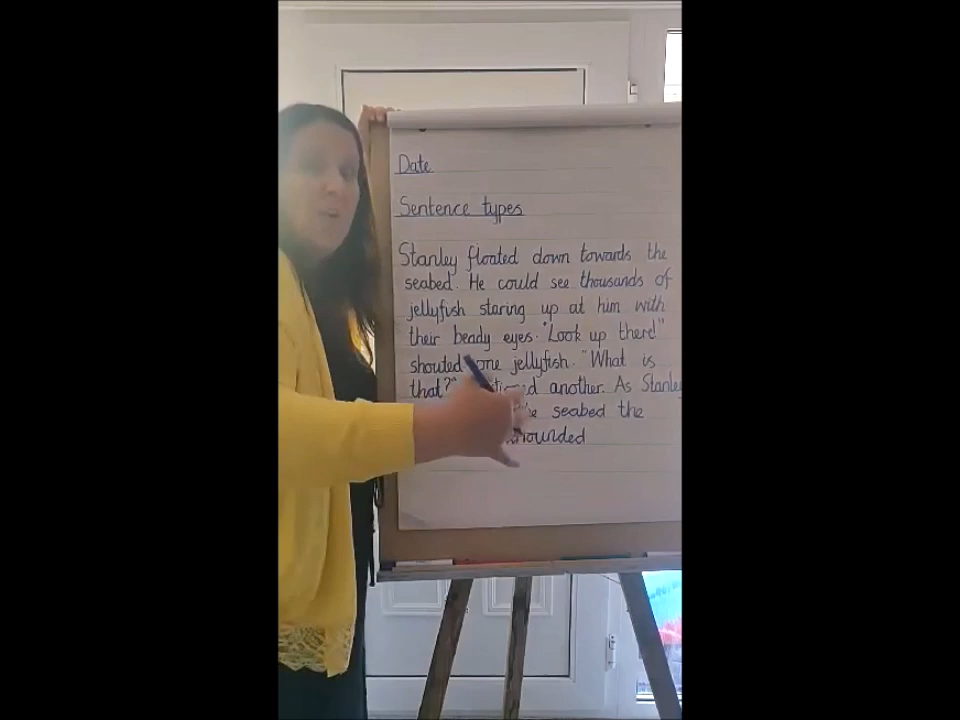 Date
Sentence types
Stanley floated down towards the
seabed. He could see thousands of
jellyfish staring up at him with
their beady eyes. "Look up there!"
shouted one jellyfish. "What is
that?" another. As Stanley
seabed the